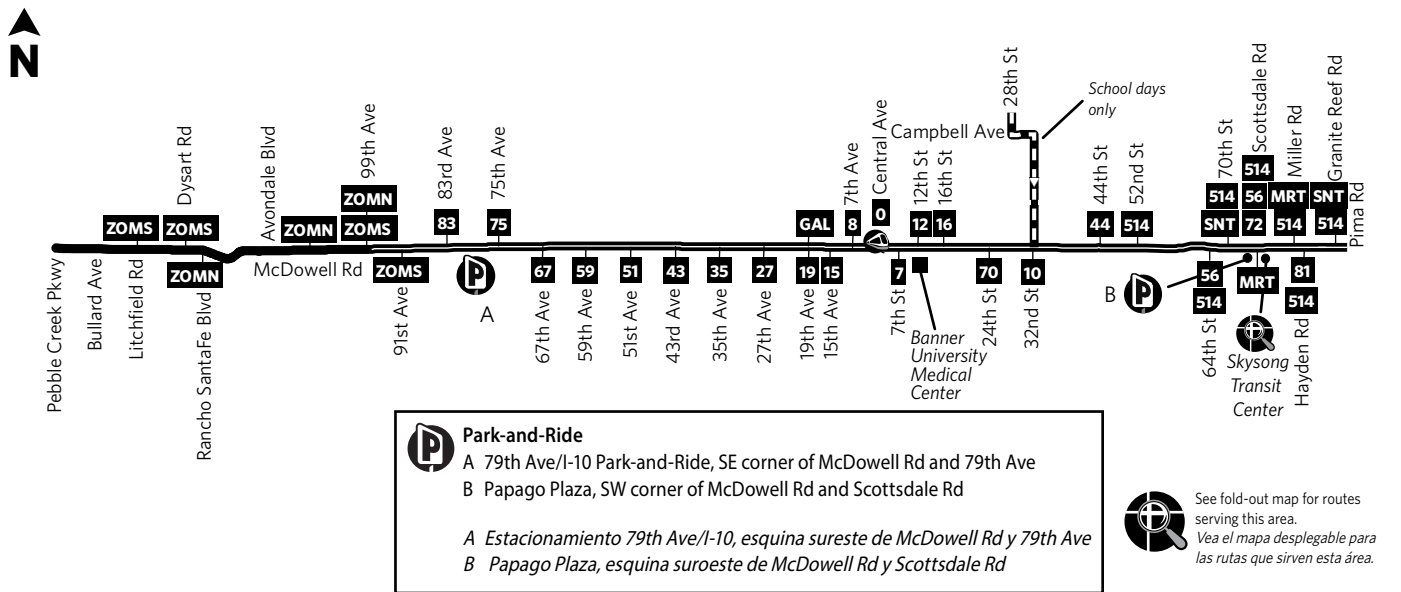 N
Pebble Creek Pkwy
Bullard Ave
ZOMS
Litchfield Rd
Dysart Rd
ZOMS
ZOMN
Rancho SantaFe Blvd
Avondale Blvd
McDowell Rd
ZOMN
99th Ave
ZOMN
ZOMS
ZOMS
91st Ave
83rd Ave
83
P
A
75th Ave
75
67
67th Ave
59
59th Ave
51
51st Ave
43
43rd Ave
35
35th Ave
27
27th Ave
GAL
19
19th Ave
15
15th Ave
7th Ave
8
Central Ave
0
7
7th St
12th St
12
Banner
University
Medical
Center
16th St
16
70
24th St
28th St
Campbell Ave
School days
only
10
32nd St
44th St
44
52nd St
514
B
P
56
514
64th St
70th St
514
SNT
Scottsdale Rd
514
56
72
MRT
Skysong
Transit
Center
Miller Rd
MRT
514
81
514
Hayden Rd
Granite Reef Rd
SNT
514
Pima Rd
P
Park-and-Ride
A 79th Ave/I-10 Park-and-Ride, SE corner of McDowell Rd and 79th Ave
B Papago Plaza, SW corner of McDowell Rd and Scottsdale Rd
A Estacionamiento 79th Ave/I-10, esquina sureste de McDowell Rd y 79th Ave
B Papago Plaza, esquina suroeste de McDowell Rd y Scottsdale Rd
See fold-out map for routes
serving this area.
Vea el mapa desplegable para
las rutas que sirven esta área.